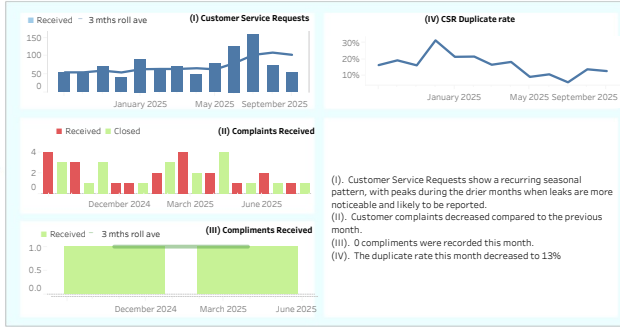 Received 3 mths roll ave
(I) Customer Service Requests
150
100
50
0
January 2025 May 2025 September 2025
(IV) CSR Duplicate rate
30%
20%
10%
January 2025 May 2025 September 2025
Received Closed
(II) Complaints Received
4
2
0
December 2024 March 2025 June 2025
Received 3 mths roll ave
(III) Compliments Received
1.0
0.5
0.0
December 2024 March 2025 June 2025
(I). Customer Service Requests show a recurring seasonal
pattern, with peaks during the drier months when leaks are more
noticeable and likely to be reported.
(II). Customer complaints decreased compared to the previous
month.
(III). 0 compliments were recorded this month.
(IV). The duplicate rate this month decreased to 13%